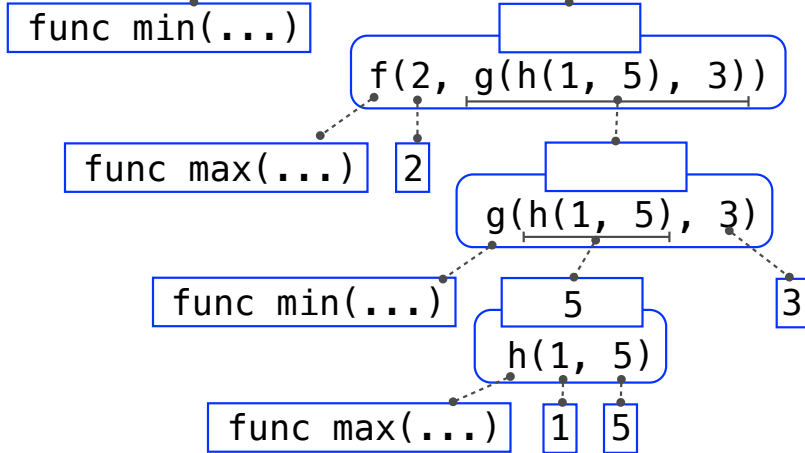 func min(...)
f(2, g(h(1, 5), 3))
func max(...)
2
g(h(1, 5), 3)
func min(...)
5
3
h(1, 5)
func max(...)
1
5